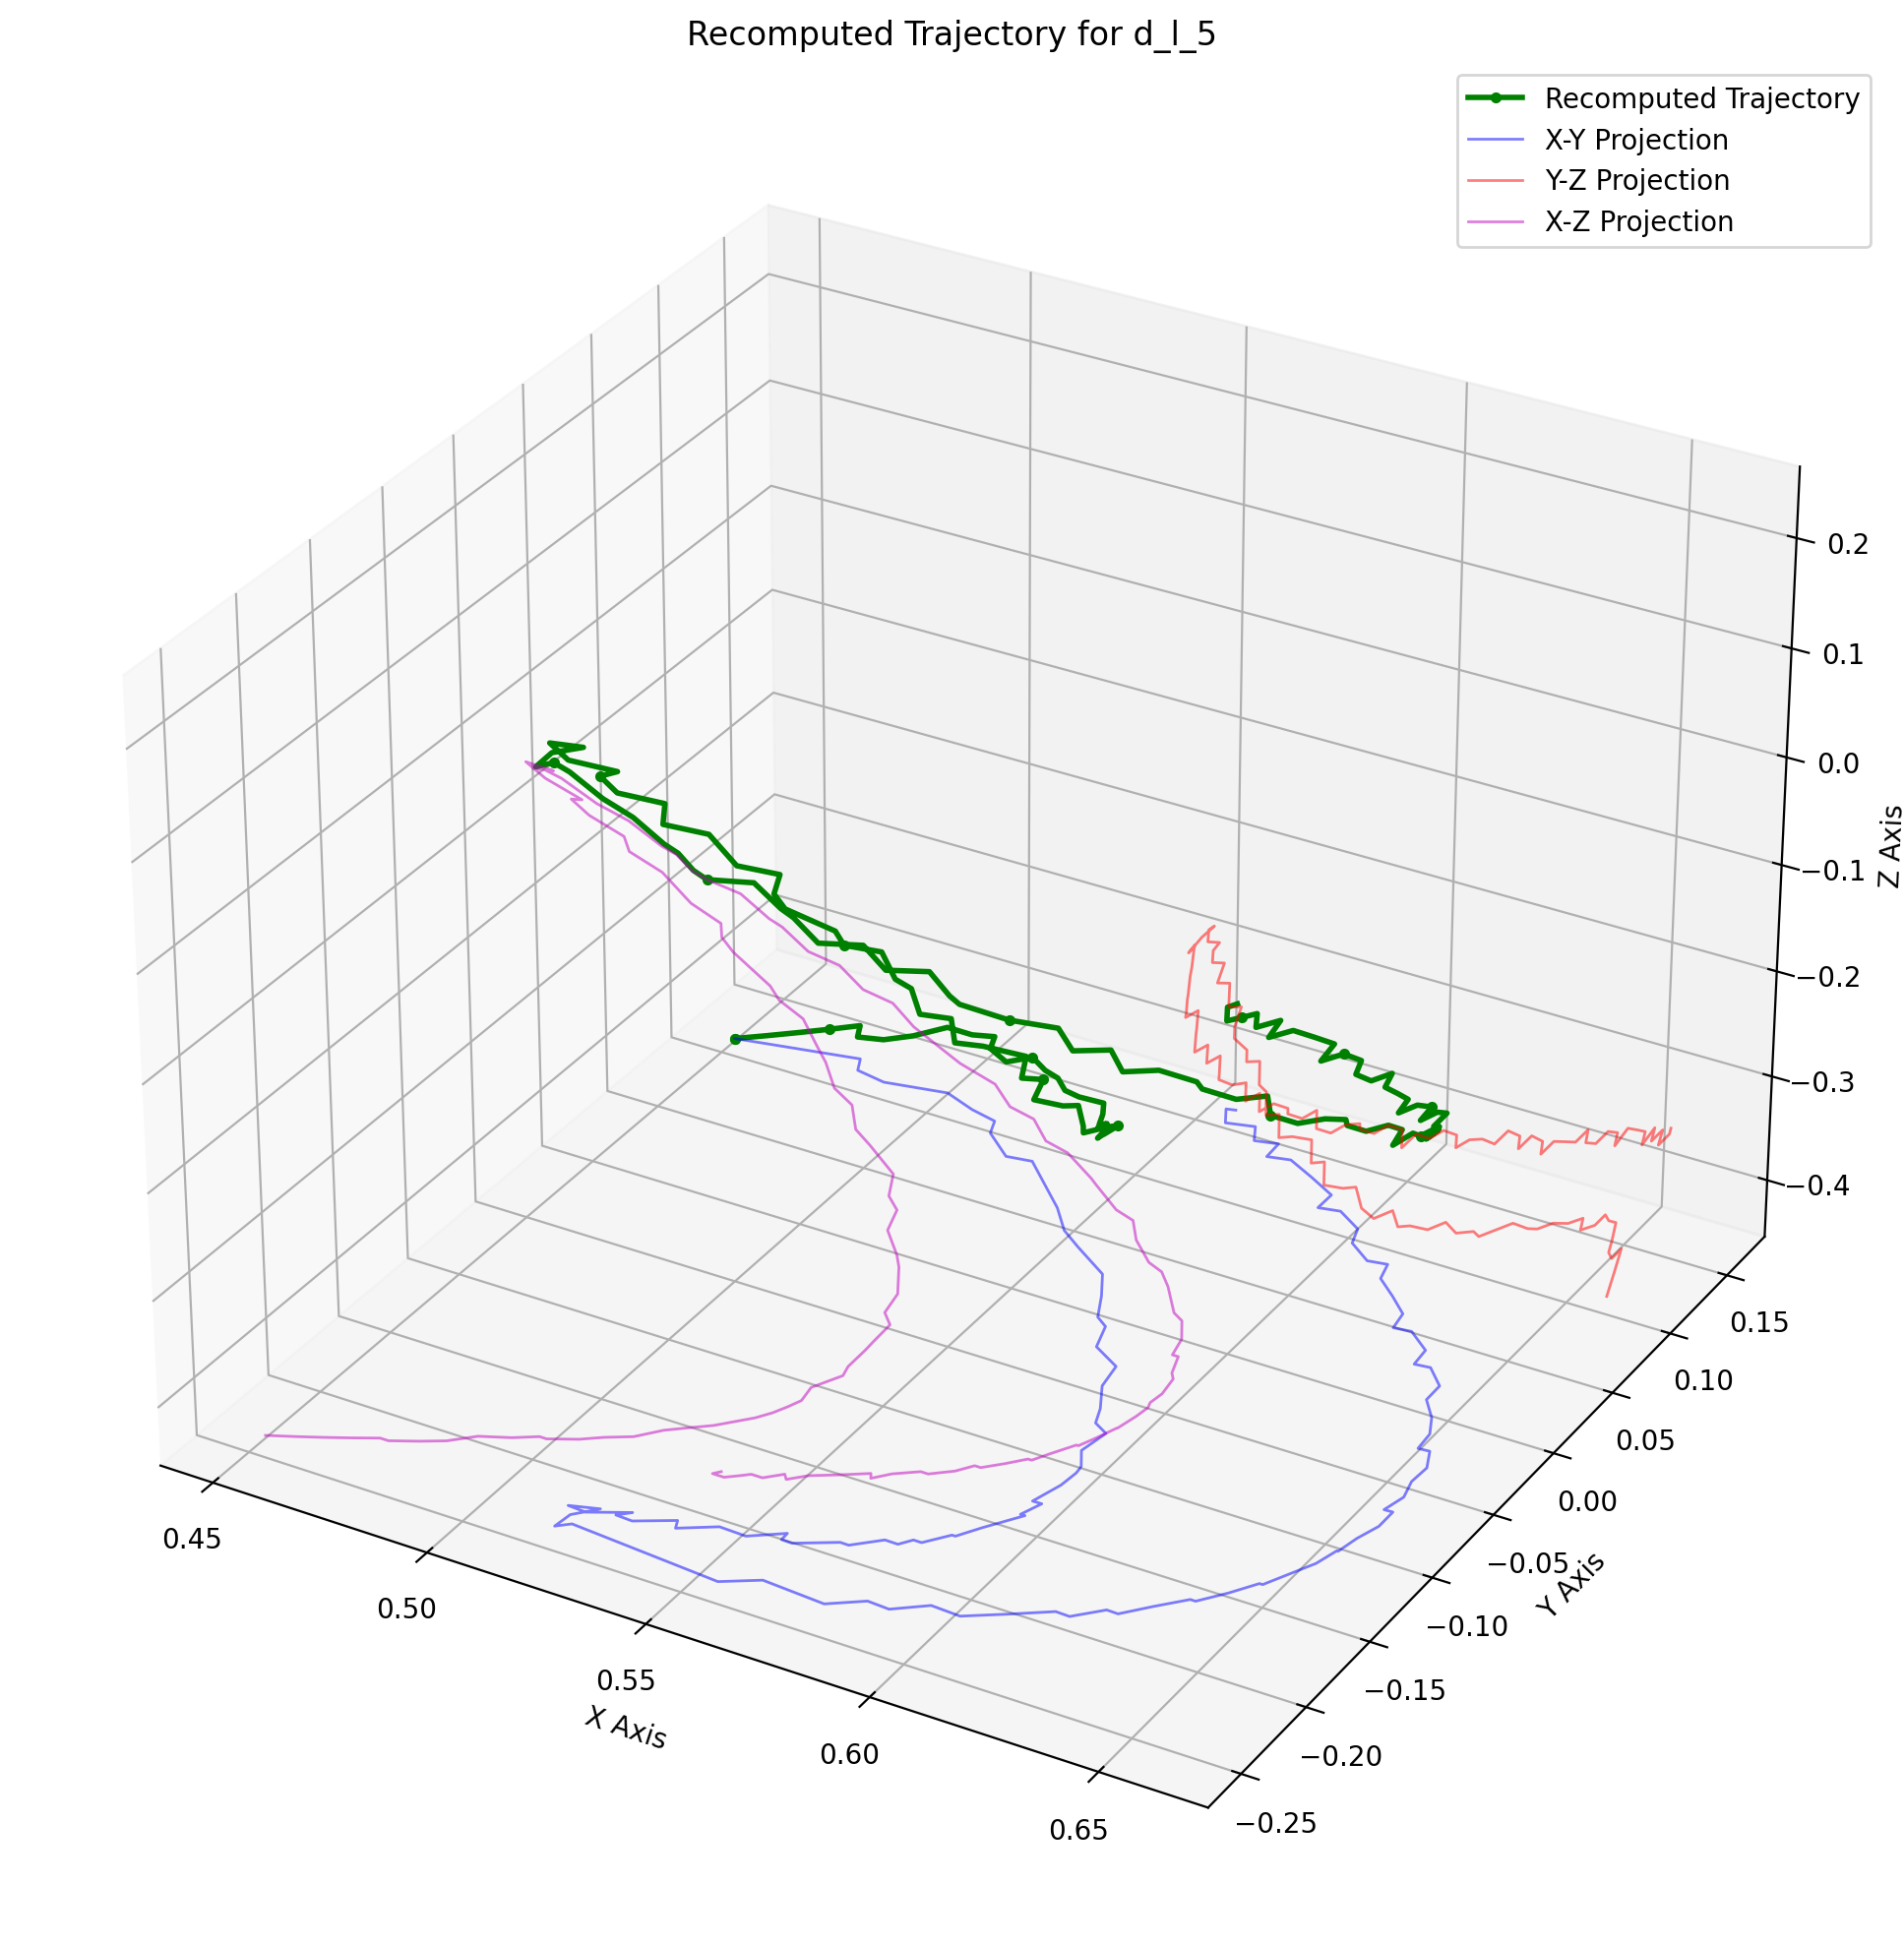 Recomputed Trajectory for d_l_5
Recomputed Trajectory
X-Y Projection
Y-Z Projection
X-Z Projection
0.2
0.1
0.0
−0.1
−0.2
−0.3
−0.4
Z Axis
0.15
0.10
0.05
0.00
−0.05
−0.10
−0.15
−0.20
−0.25
Y Axis
0.45
0.50
0.55
0.60
0.65
X Axis